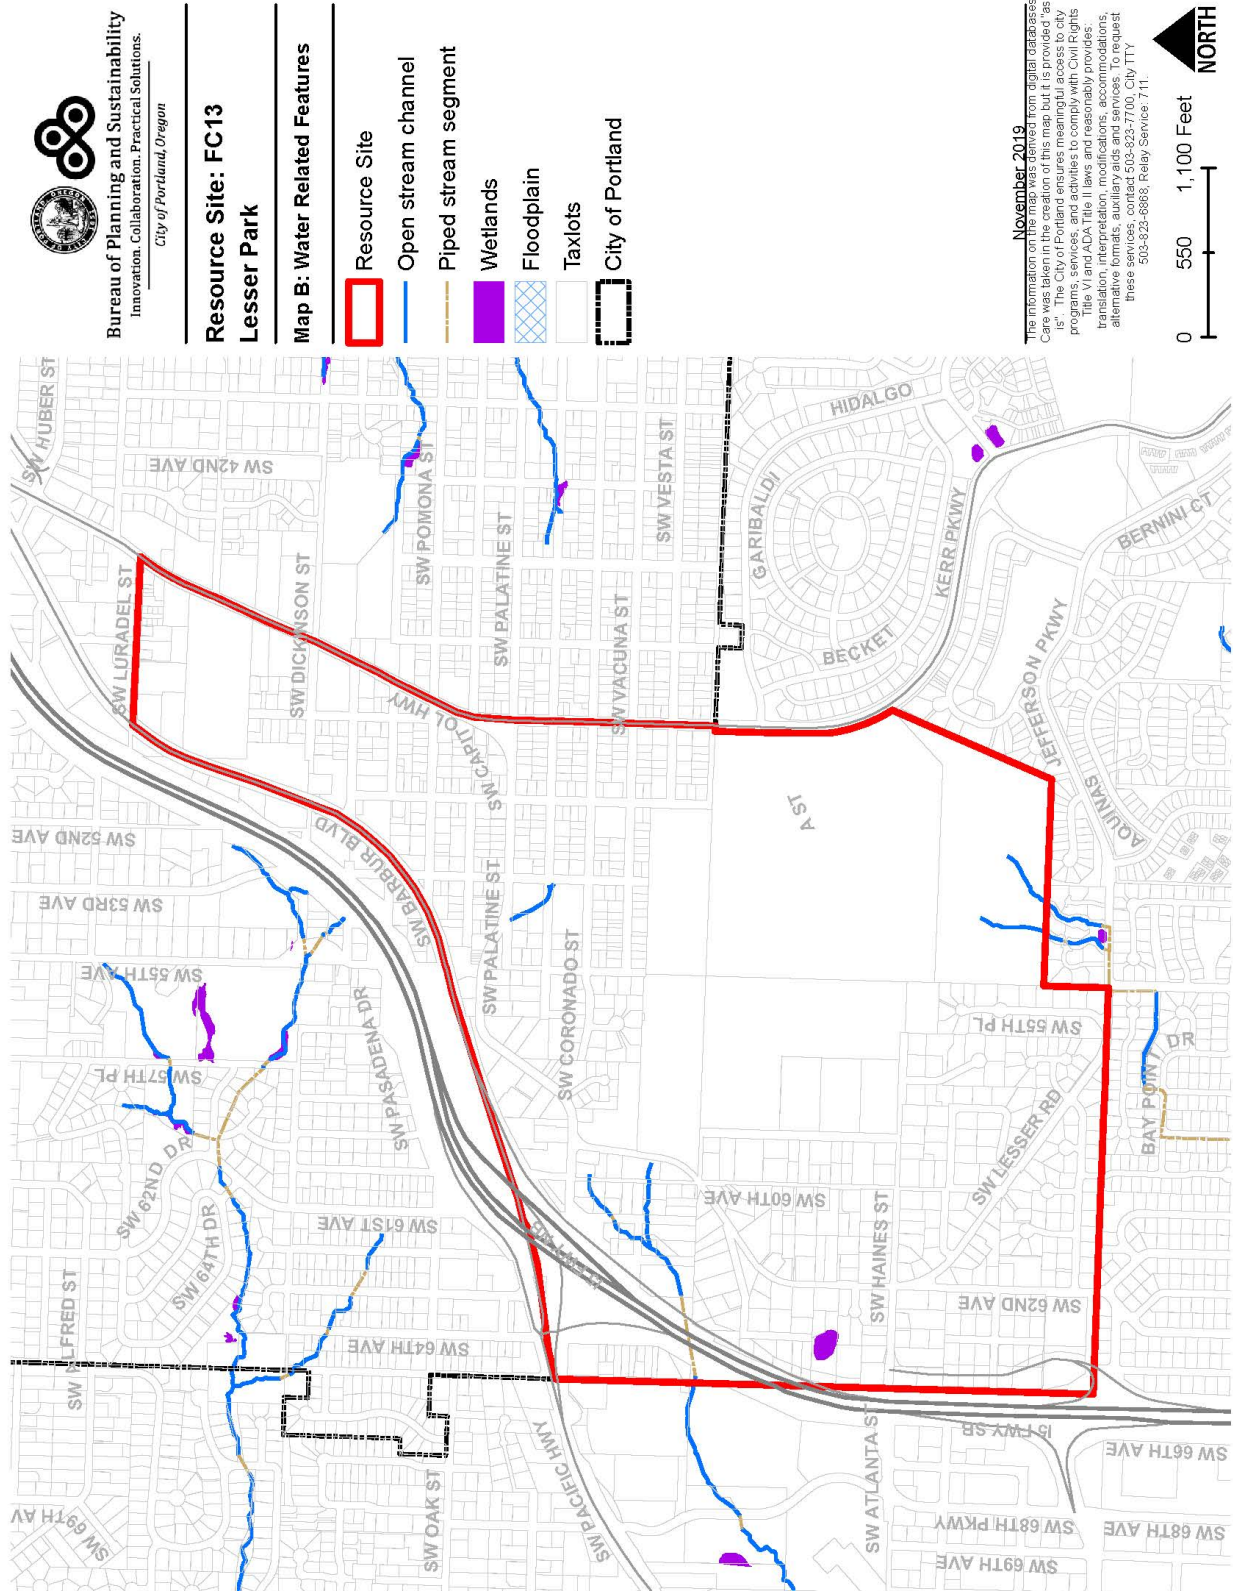 Bureau of Planning and Sustainability
Innovation. Collaboration. Practical Solutions.
City of Portland, Oregon
Resource Site: FC13
Lesser Park
Map B: Water Related Features
Resource Site
Open stream channel
Piped stream segment
Wetlands
Floodplain
Taxlots
City of Portland
November 2019
The information on the map was derived from digital databases
Care was taken in the creation of this map but it is provided "as
is". The City of Portland ensures meaningful access to city
programs, services, and activities to comply with Civil Rights
Title VI and ADA Title II laws and reasonably provides:
translation, interpretation, modifications, accommodations,
alternative formats, auxiliary aids and services. To request
these services, contact 503-823-7700, City TTY
503-823-6868, Relay Service: 711.
0 550 1,100 Feet
NORTH
SW HUBER ST
SW 42ND AVE
SW LURADEL ST
SW DICKINSON ST
SW POMONA ST
SW PALATINE ST
SW VESTA ST
SW VACUNA ST
SW CAPITOL HWY
SW BARBUR BLVD
SW 52ND AVE
SW 53RD AVE
SW 55TH AVE
SW 57TH PL
SW 62ND DR
SW 64TH DR
SW ALFRED ST
SW 69TH AV
SW 61ST AVE
SW 64TH AVE
SW PASADENA DR
SW PALATINE ST
SW CORONADO ST
SW OAK ST
SW PACIFIC HWY
SW 60TH AVE
SW HAINES ST
SW 62ND AVE
SW LESSER RD
SW 55TH PL
SW ATLANTA ST
I5 FWY SB
SW 66TH AVE
SW 68TH PKWY
SW 68TH AVE
SW 69TH AVE
A ST
GARIBALDI
HIDALGO
BECKET
KERR PKWY
JEFFERSON PKWY
BERNINI CT
AQUINAS
BAY POINT DR